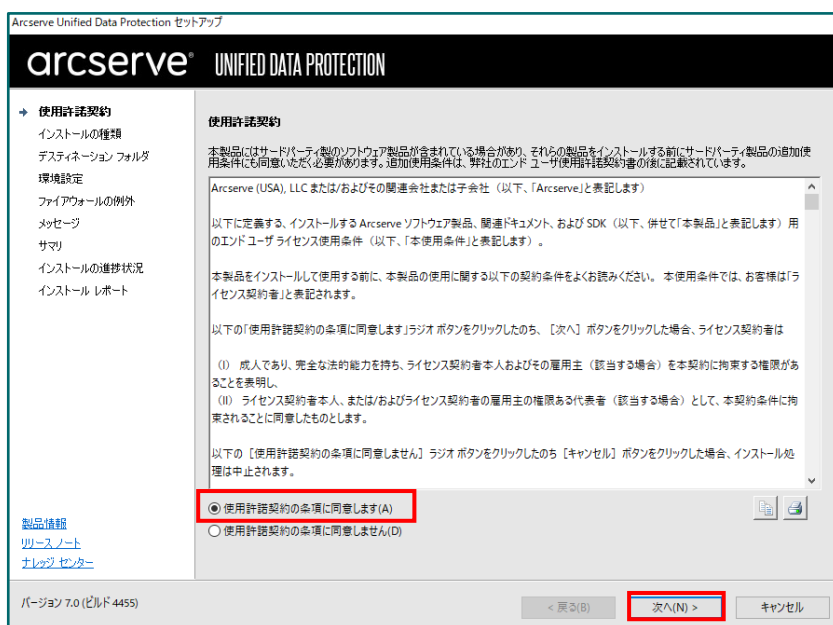 Arcserve Unified Data Protection セットアップ
arcserve® UNIFIED DATA PROTECTION
使用許諾契約
インストールの種類
デスティネーション フォルダ
環境設定
ファイアウォールの例外
メッセージ
サマリ
インストールの進捗状況
インストール レポート
製品情報
リリース ノート
ナレッジ センター
使用許諾契約
本製品にはサードパーティ製のソフトウェア製品が含まれている場合があり、それらの製品をインストールする前にサードパーティ製品の追加使
用条件にも同意いただく必要があります。追加使用条件は、弊社のエンド ユーザ使用許諾契約書の後に記載されています。
Arcserve (USA), LLC または/およびその関連会社または子会社（以下、「Arcserve」と表記します）
以下に定義する、インストールする Arcserve ソフトウェア製品、関連ドキュメント、および SDK（以下、併せて「本製品」と表記します）用
のエンド ユーザ ライセンス使用条件（以下、「本使用条件」と表記します）。
本製品をインストールして使用する前に、本製品の使用に関する以下の契約条件をよくお読みください。 本使用条件では、お客様は「ラ
イセンス契約者」と表記されます。
以下の「使用許諾契約の条項に同意します」ラジオ ボタンをクリックしたのち、［次へ］ボタンをクリックした場合、ライセンス契約者は
(I) 成人であり、完全な法的能力を持ち、ライセンス契約者本人およびその雇用主（該当する場合）を本契約に拘束する権限があ
ることを表明し、
(II) ライセンス契約者本人、または/およびライセンス契約者の雇用主の権限ある代表者（該当する場合）として、本契約条件に拘
束されることに同意したものとします。
以下の［使用許諾契約の条項に同意しません］ラジオ ボタンをクリックしたのち［キャンセル］ボタンをクリックした場合、インストール処
理は中止されます。
使用許諾契約の条項に同意します(A)
使用許諾契約の条項に同意しません(D)
バージョン 7.0 (ビルド 4455)
< 戻る(B)
次へ(N) >
キャンセル